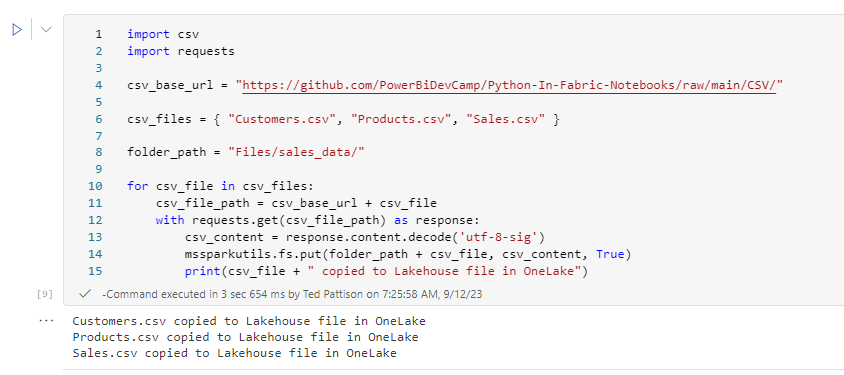 1 import csv
2 import requests
3
4 csv_base_url = "https://github.com/PowerBiDevCamp/Python-In-Fabric-Notebooks/raw/main/CSV/"
5
6 csv_files = { "Customers.csv", "Products.csv", "Sales.csv" }
7
8 folder_path = "Files/sales_data/"
9
10 for csv_file in csv_files:
11     csv_file_path = csv_base_url + csv_file
12     with requests.get(csv_file_path) as response:
13         csv_content = response.content.decode('utf-8-sig')
14         mssparkutils.fs.put(folder_path + csv_file, csv_content, True)
15         print(csv_file + " copied to Lakehouse file in OneLake")
[9] -Command executed in 3 sec 654 ms by Ted Pattison on 7:25:58 AM, 9/12/23
Customers.csv copied to Lakehouse file in OneLake
Products.csv copied to Lakehouse file in OneLake
Sales.csv copied to Lakehouse file in OneLake